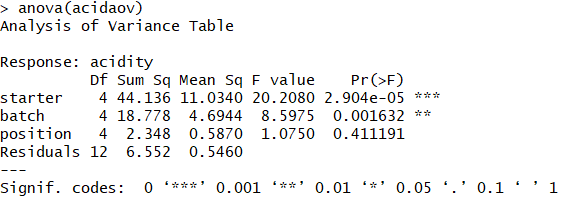 > anova(acidaov)
Analysis of Variance Table

Response: acidity
          Df Sum Sq Mean Sq F value    Pr(>F)
starter    4 44.136 11.0340 20.2080 2.904e-05 ***
batch      4 18.778  4.6944  8.5975  0.001632 **
position   4  2.348  0.5870  1.0750  0.411191
Residuals 12  6.552  0.5460
---
Signif. codes:  0 ‘***’ 0.001 ‘**’ 0.01 ‘*’ 0.05 ‘.’ 0.1 ‘ ’ 1